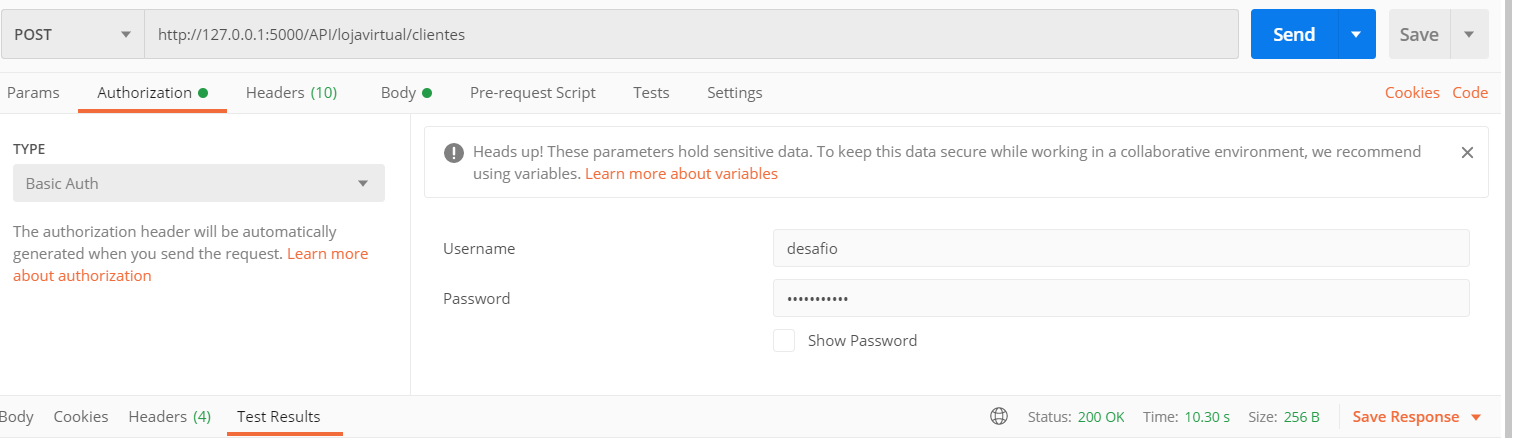 POST http://127.0.0.1:5000/API/lojavirtual/clientes Send Save
Params Authorization Headers (10) Body Pre-request Script Tests Settings Cookies Code
TYPE
Basic Auth
The authorization header will be automatically
generated when you send the request. Learn more
about authorization
Heads up! These parameters hold sensitive data. To keep this data secure while working in a collaborative environment, we recommend
using variables. Learn more about variables
Username desafio
Password •••••••••••
Show Password
Body Cookies Headers (4) Test Results Status: 200 OK Time: 10.30 s Size: 256 B Save Response